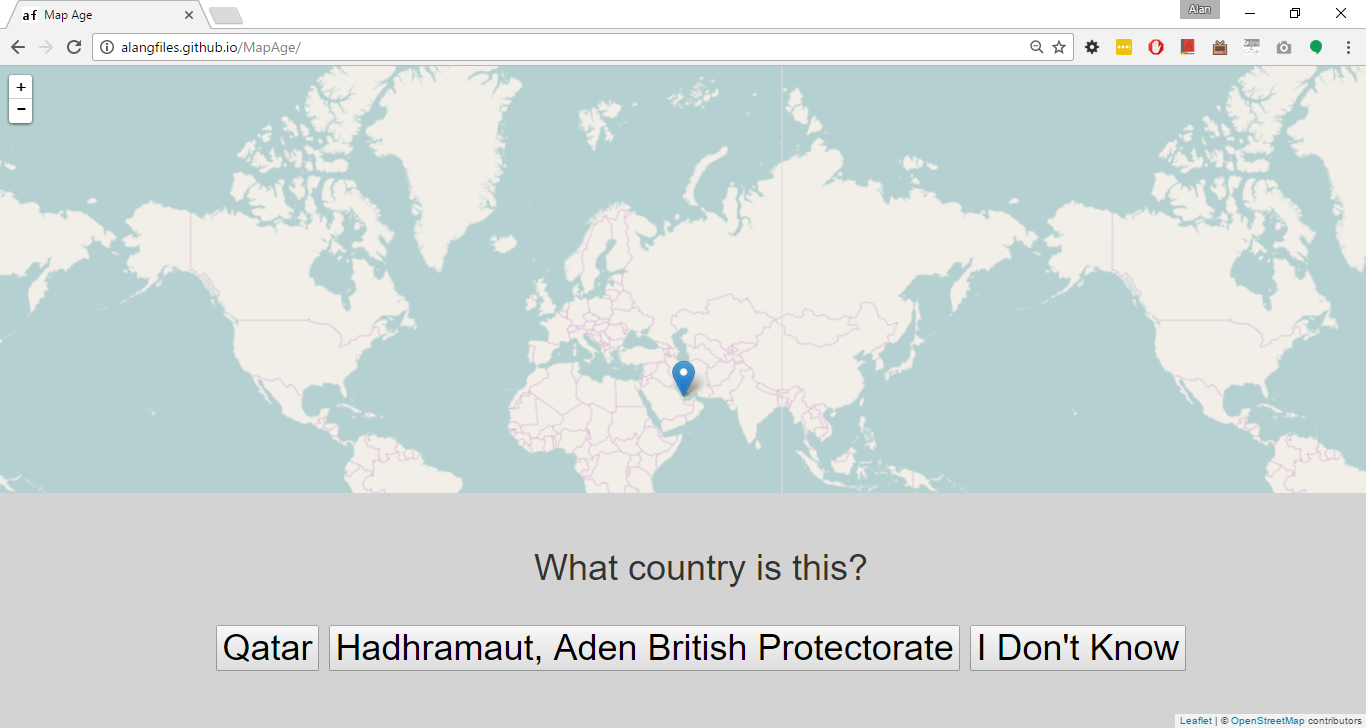 af Map Age
Alan
alangfiles.github.io/MapAge/
+
-
What country is this?
Qatar
Hadhramaut, Aden British Protectorate
I Don't Know
Leaflet | © OpenStreetMap contributors